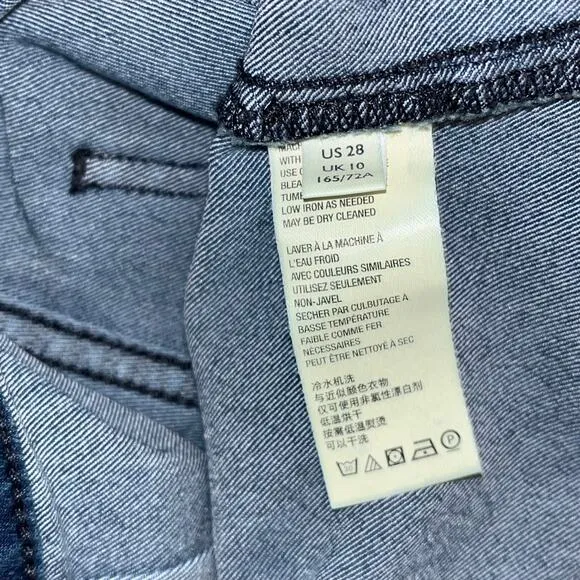 US 28
UK 10
165/72A
WITH
USE
LOW IRON AS NEEDED
MAY BE DRY CLEANED
LAVER À LA MACHINE À
L'EAU FROID
AVEC COULEURS SIMILAIRES
UTILISEZ SEULEMENT
NON-JAVEL
SECHER PAR CULBUTAGE À
BASSE TEMPÉRATURE
FAIBLE COMME FER
NÉCESSAIRES
PEUT ÊTRE NETTOYÉ À SEC
冷水机洗
与近似颜色衣物
仅可使用非氯性漂白剂
低温烘干
按需低温熨烫
可以干洗
P